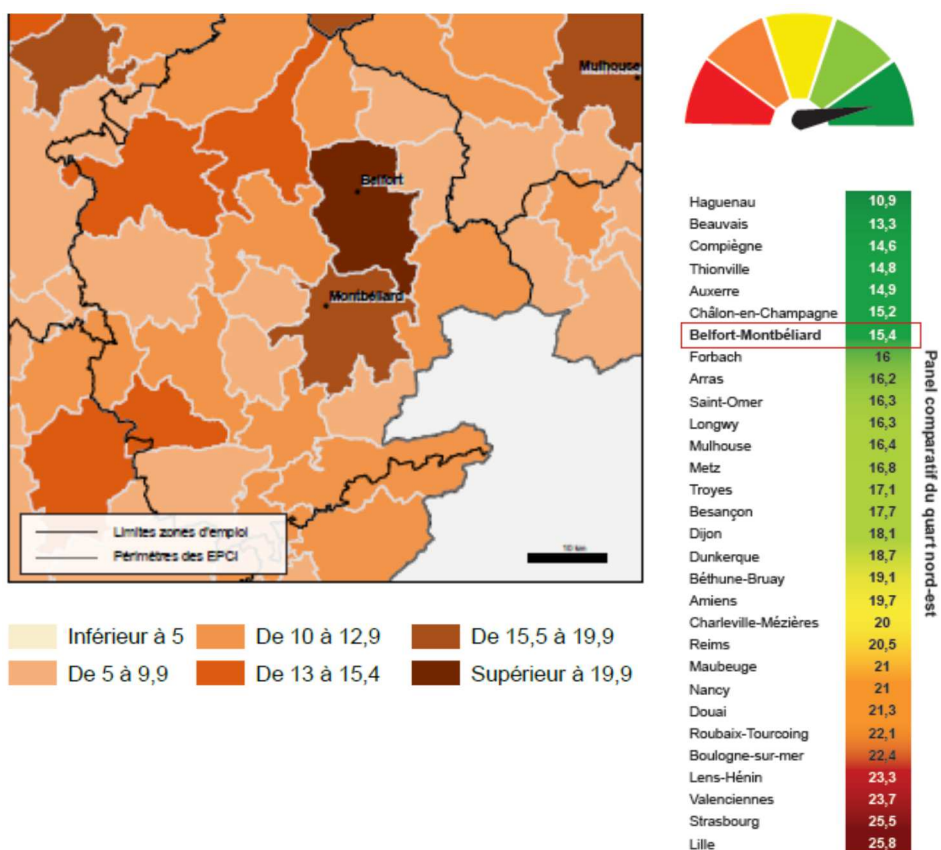 Mulhouse
Belfort
Montbéliard
Limites zones d'emploi
Périmètres des EPCI
10 km
Inférieur à 5
De 10 à 12,9
De 15,5 à 19,9
De 5 à 9,9
De 13 à 15,4
Supérieur à 19,9
Haguenau 10,9
Beauvais 13,3
Compiègne 14,6
Thionville 14,8
Auxerre 14,9
Châlon-en-Champagne 15,2
Belfort-Montbéliard 15,4
Forbach 16
Arras 16,2
Saint-Omer 16,3
Longwy 16,3
Mulhouse 16,4
Metz 16,8
Troyes 17,1
Besançon 17,7
Dijon 18,1
Dunkerque 18,7
Béthune-Bruay 19,1
Amiens 19,7
Charleville-Mézières 20
Reims 20,5
Maubeuge 21
Nancy 21
Douai 21,3
Roubaix-Tourcoing 22,1
Boulogne-sur-mer 22,4
Lens-Hénin 23,3
Valenciennes 23,7
Strasbourg 25,5
Lille 25,8
Panel comparatif du quart nord-est